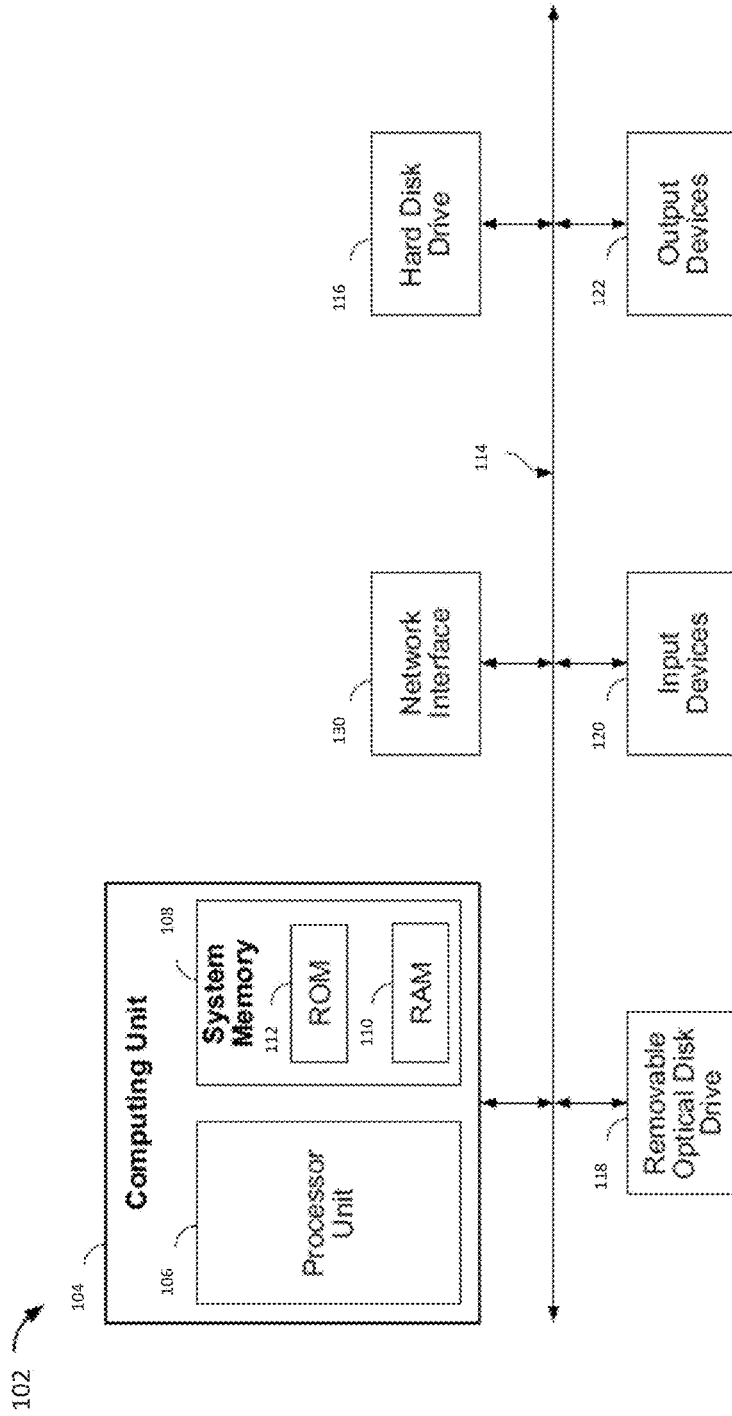 102
104
Computing Unit
106
Processor
Unit
108
System
Memory
112
ROM
110
RAM
130
Network
Interface
116
Hard Disk
Drive
114
118
Removable
Optical Disk
Drive
120
Input
Devices
122
Output
Devices